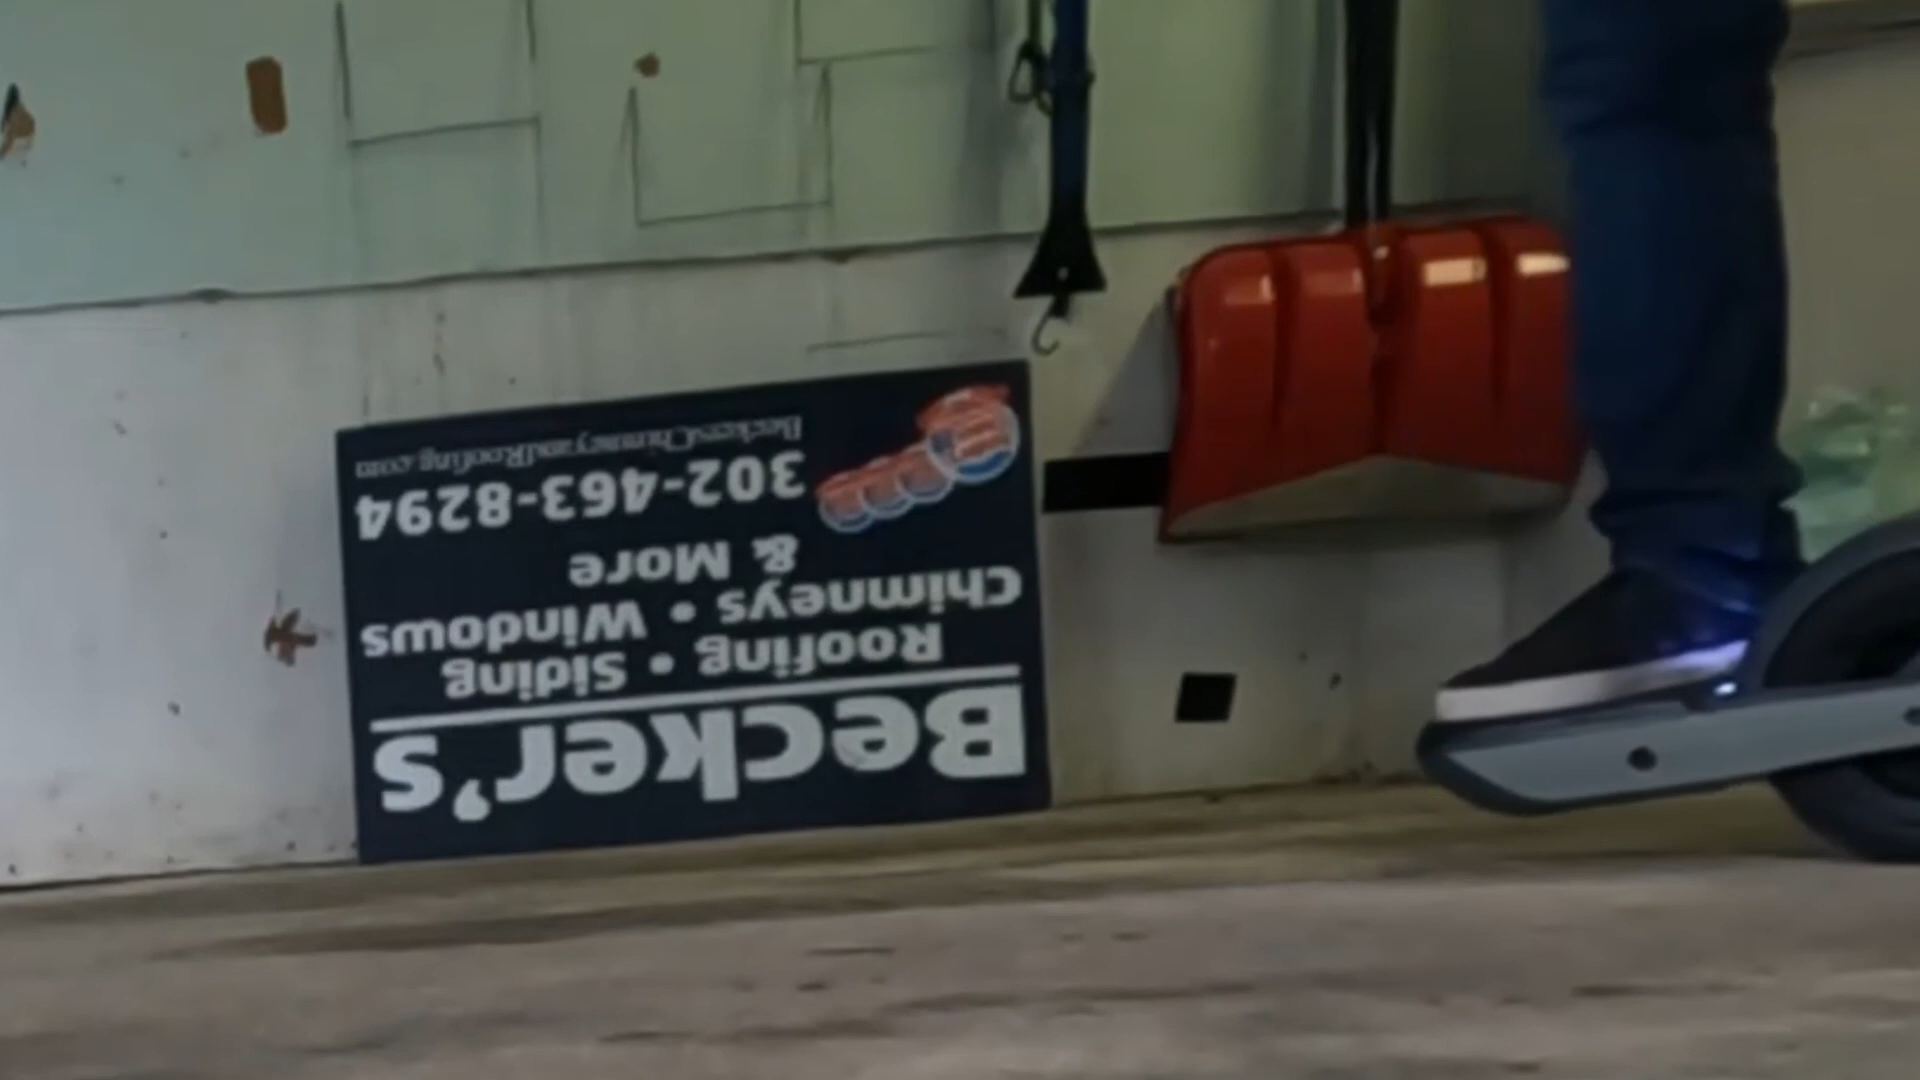 Becker's
Roofing • Siding
Chimneys • Windows
& More
302-463-8294
BeckersChimneyandRoofing.com